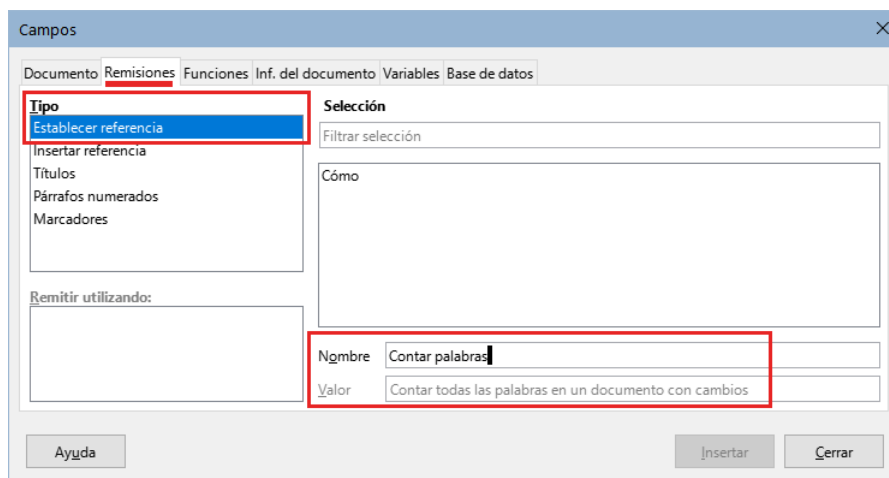 Campos
Documento Remisiones Funciones Inf. del documento Variables Base de datos
Tipo
Establecer referencia
Insertar referencia
Títulos
Párrafos numerados
Marcadores
Remitir utilizando:
Selección
Filtrar selección
Cómo
Nombre Contar palabras
Valor Contar todas las palabras en un documento con cambios
Ayuda Insertar Cerrar